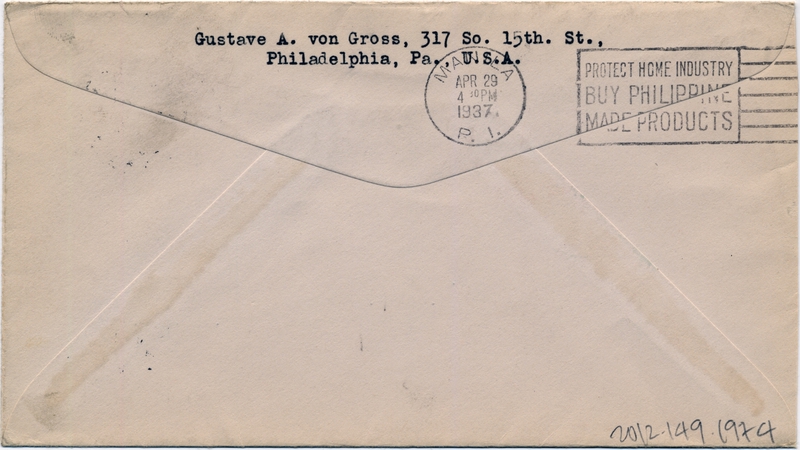 Gustave A. von Gross, 317 So. 15th. St.,
Philadelphia, Pa., U.S.A.
MANILA
APR 29
4 30 PM
1937
P. I.
PROTECT HOME INDUSTRY
BUY PHILIPPINE
MADE PRODUCTS
2012.149.1974